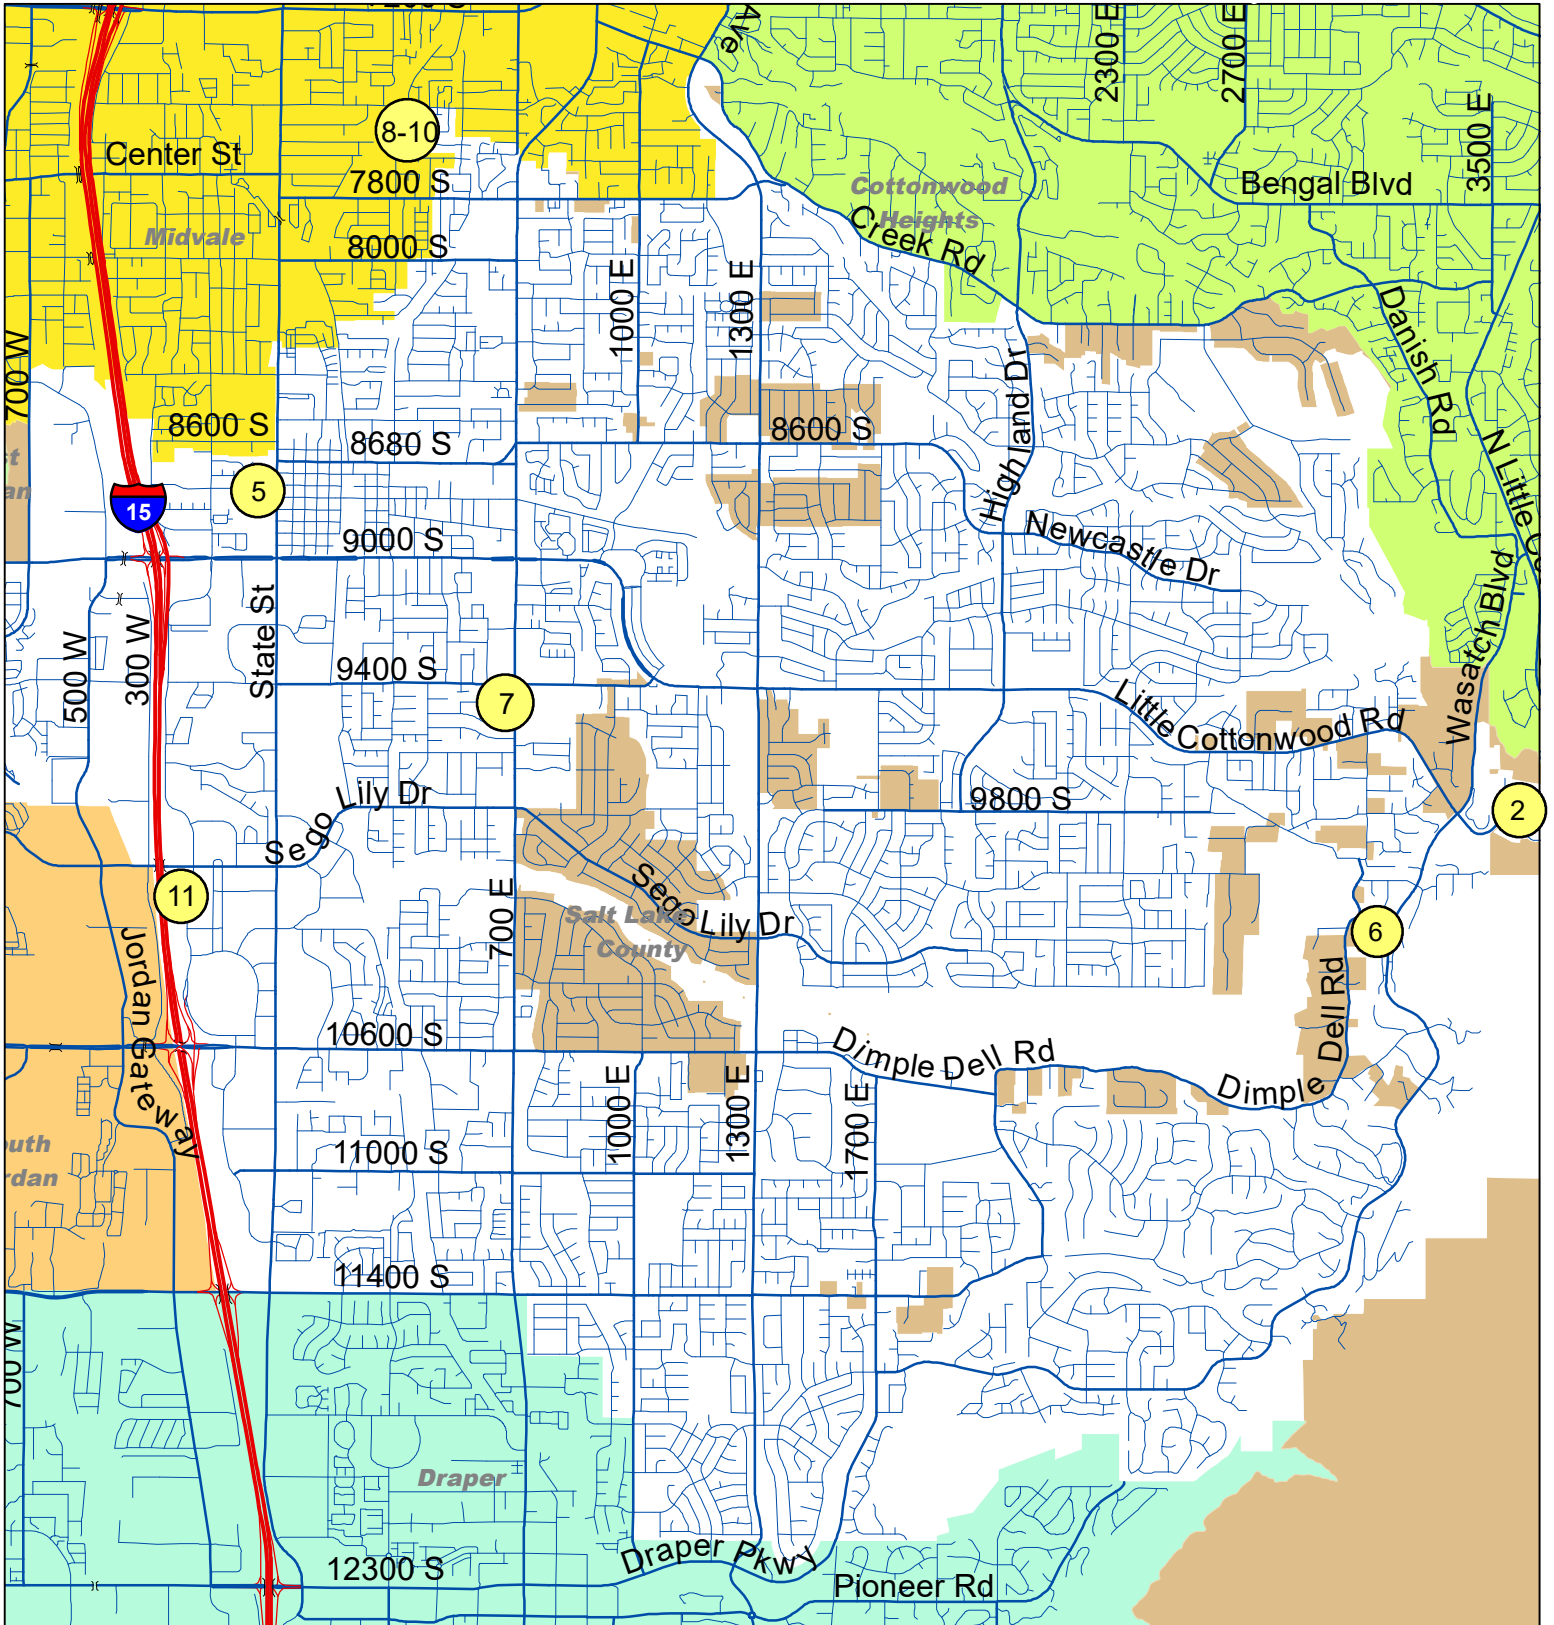 Ave
2300 E
2700 E
3500 E
8-10
Center St
7800 S
Bengal Blvd
Cottonwood
Heights
Creek Rd
Midvale
8000 S
1000 E
1300 E
700 W
Danish Rd
Highland Dr
8600 S
8680 S
8600 S
N Little
5
15
9000 S
Newcastle Dr
Wasatch Blvd
500 W
300 W
State St
9400 S
7
Little Cottonwood Rd
Sego Lily Dr
9800 S
2
11
700 E
Sego Lily Dr
Salt Lake
County
6
Jordan Gateway
10600 S
Dimple Dell Rd
Dimple Dell Rd
1000 E
1300 E
1700 E
11000 S
uth
rdan
11400 S
700 W
Draper
12300 S
Draper Pkwy
Pioneer Rd